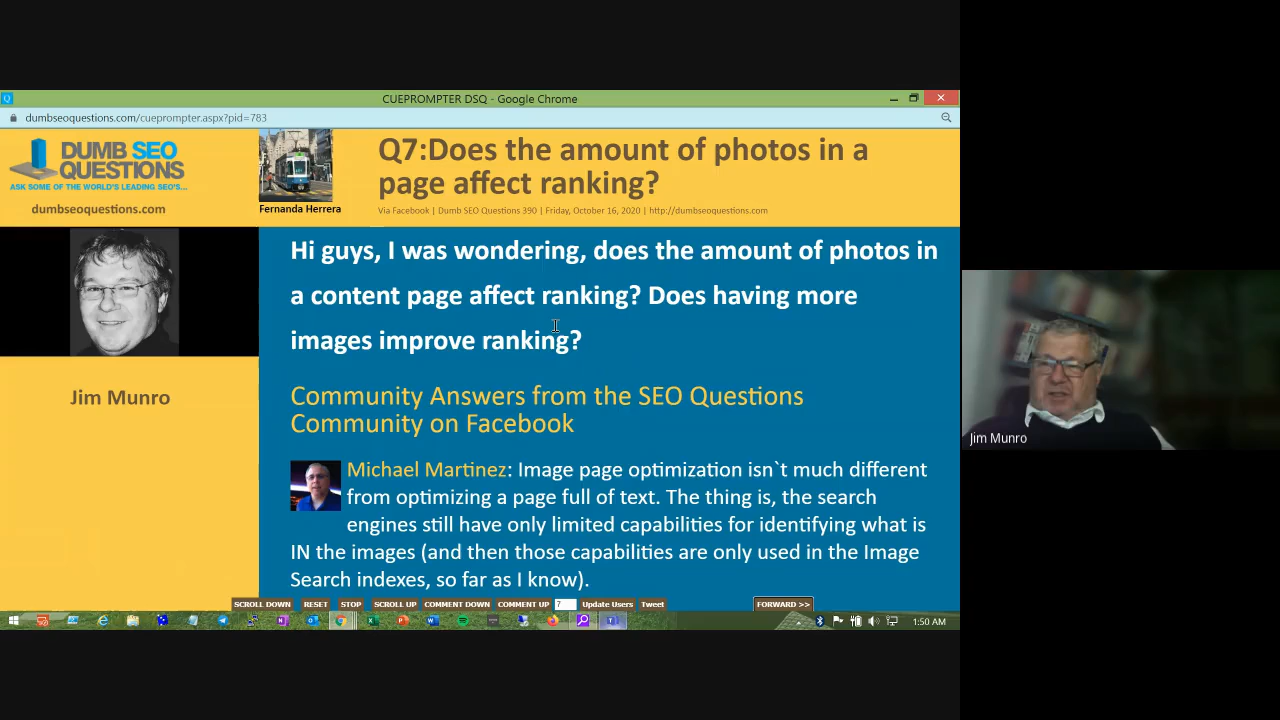 CUEPROMPTER DSQ - Google Chrome
dumbseoquestions.com/cueprompter.aspx?pid=783
DUMB SEO
QUESTIONS
ASK SOME OF THE WORLD'S LEADING SEO'S...
dumbseoquestions.com
Fernanda Herrera
Q7:Does the amount of photos in a
page affect ranking?
Via Facebook | Dumb SEO Questions 390 | Friday, October 16, 2020 | http://dumbseoquestions.com
Jim Munro
Hi guys, I was wondering, does the amount of photos in
a content page affect ranking? Does having more
images improve ranking?
Community Answers from the SEO Questions
Community on Facebook
Michael Martinez: Image page optimization isn`t much different
from optimizing a page full of text. The thing is, the search
engines still have only limited capabilities for identifying what is
IN the images (and then those capabilities are only used in the Image
Search indexes, so far as I know).
SCROLL DOWN RESET STOP SCROLL UP COMMENT DOWN COMMENT UP 7 Update Users Tweet FORWARD >>
1:50 AM
Jim Munro